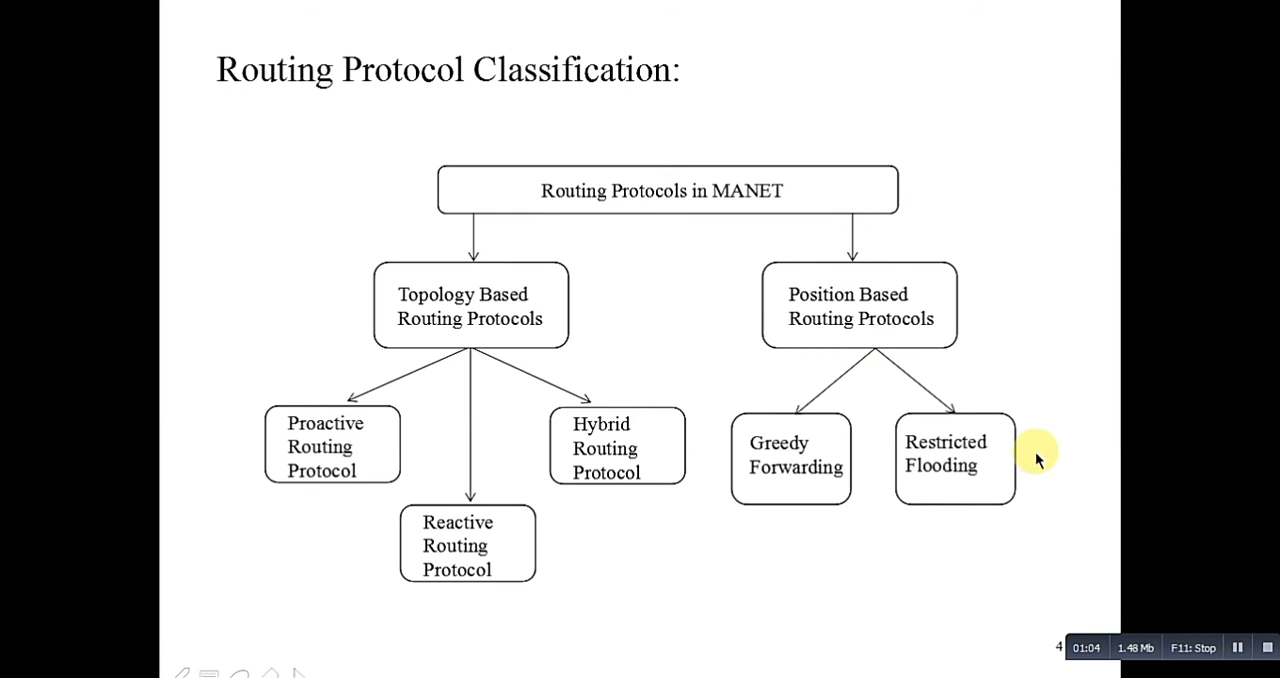 Routing Protocol Classification:
Routing Protocols in MANET
Topology Based
Routing Protocols
Position Based
Routing Protocols
Proactive
Routing
Protocol
Hybrid
Routing
Protocol
Greedy
Forwarding
Restricted
Flooding
Reactive
Routing
Protocol
4
01:04 1.48 Mb F11: Stop